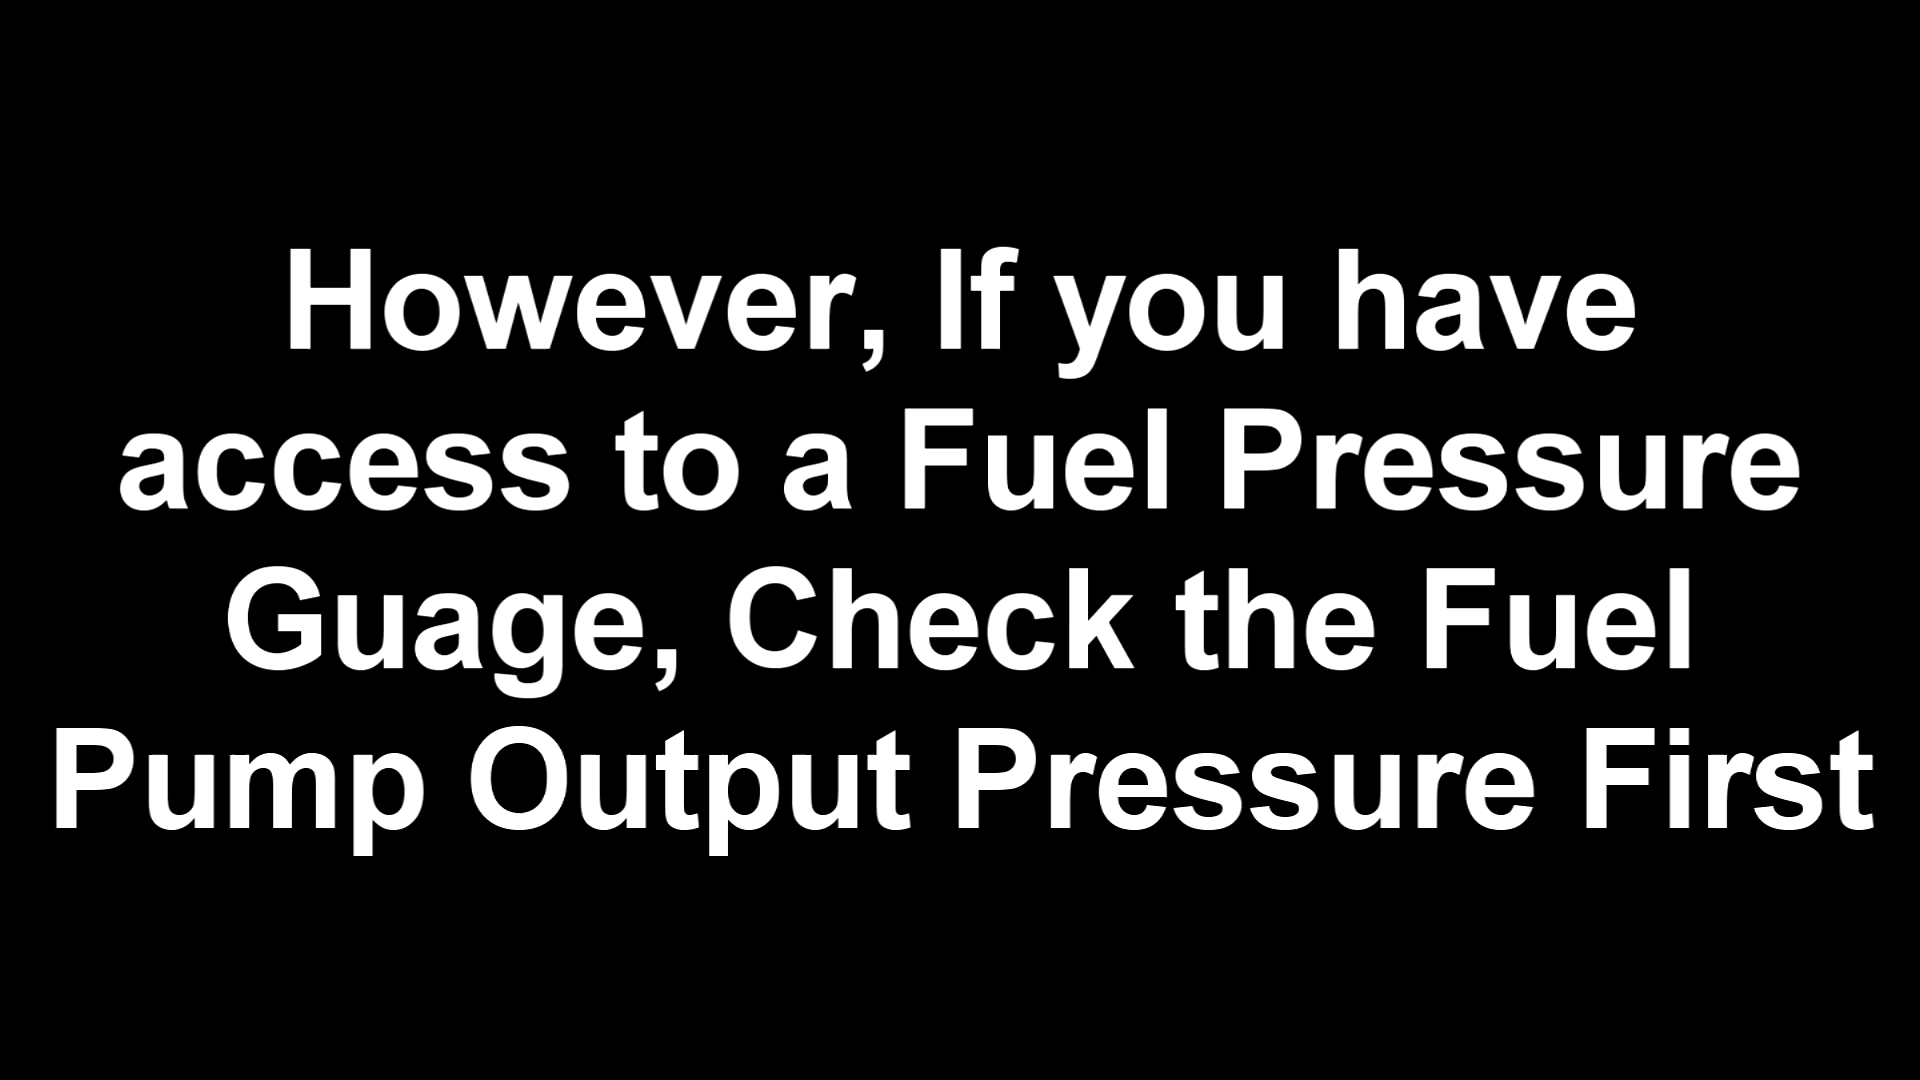 However, If you have
access to a Fuel Pressure
Guage, Check the Fuel
Pump Output Pressure First